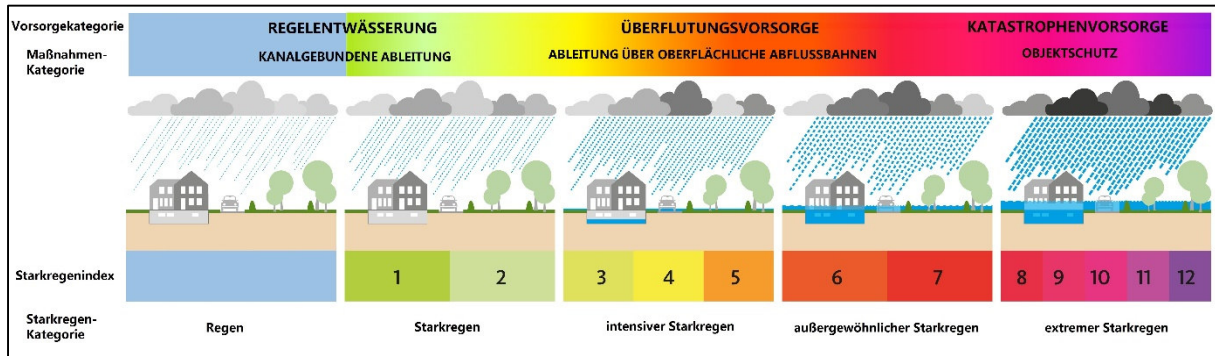 Vorsorgekategorie REGELENTWÄSSERUNG ÜBERFLUTUNGSVORSORGE KATASTROPHENVORSORGE
Maßnahmen-Kategorie KANALGEBUNDENE ABLEITUNG ABLEITUNG ÜBER OBERFLÄCHLICHE ABFLUSSBAHNEN OBJEKTSCHUTZ
Starkregenindex 1 2 3 4 5 6 7 8 9 10 11 12
Starkregen-Kategorie Regen Starkregen intensiver Starkregen außergewöhnlicher Starkregen extremer Starkregen